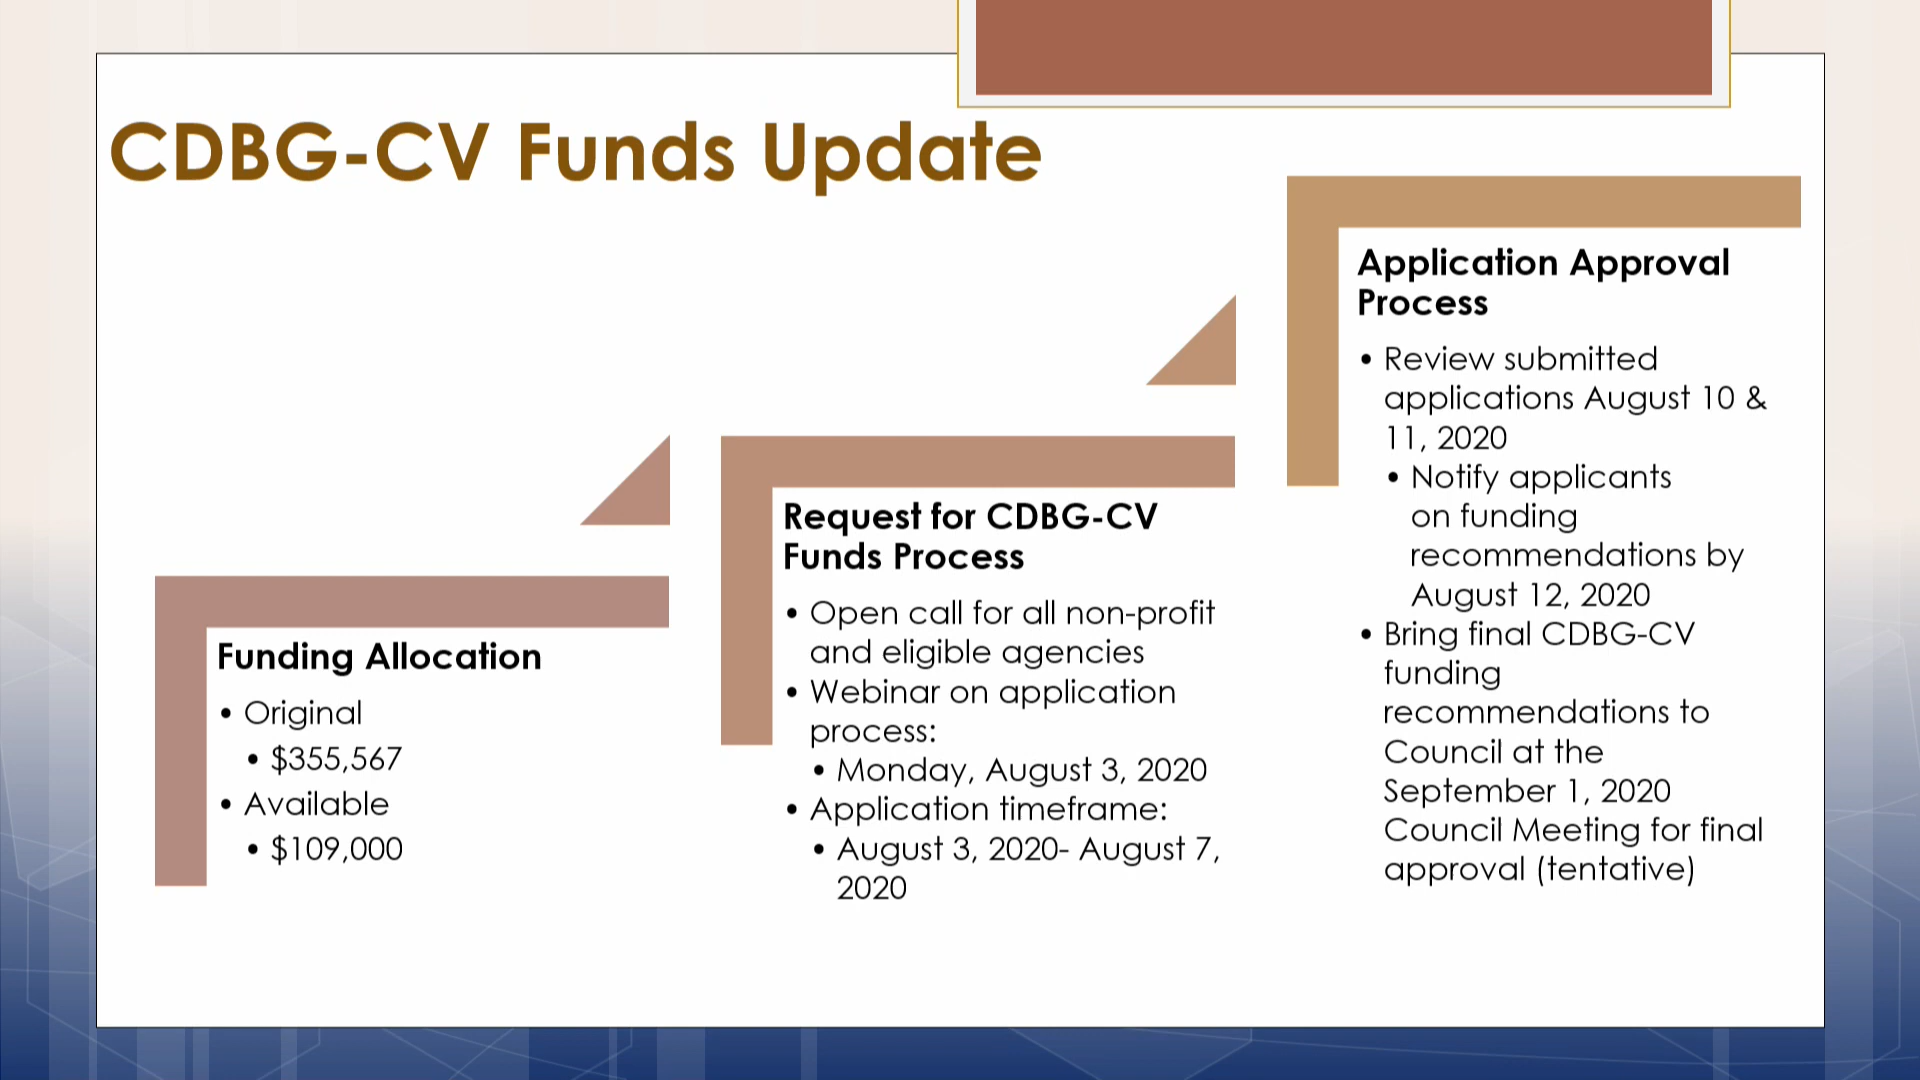 CDBG-CV Funds Update
Funding Allocation
• Original
• $355,567
• Available
• $109,000
Request for CDBG-CV
Funds Process
• Open call for all non-profit
and eligible agencies
• Webinar on application
process:
• Monday, August 3, 2020
• Application timeframe:
• August 3, 2020- August 7,
2020
Application Approval
Process
• Review submitted
applications August 10 &
11, 2020
• Notify applicants
on funding
recommendations by
August 12, 2020
• Bring final CDBG-CV
funding
recommendations to
Council at the
September 1, 2020
Council Meeting for final
approval (tentative)